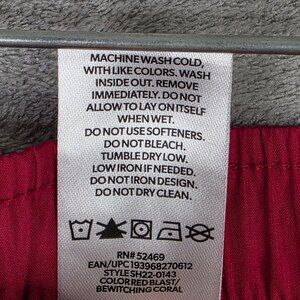 MACHINE WASH COLD,
WITH LIKE COLORS. WASH
INSIDE OUT. REMOVE
IMMEDIATELY. DO NOT
ALLOW TO LAY ON ITSELF
WHEN WET.
DO NOT USE SOFTENERS.
DO NOT BLEACH.
TUMBLE DRY LOW.
LOW IRON IF NEEDED.
DO NOT IRON DESIGN.
DO NOT DRY CLEAN.
RN# 52469
EAN/UPC 193968270612
STYLE SH22-0143
COLOR RED BLAST/
BEWITCHING CORAL